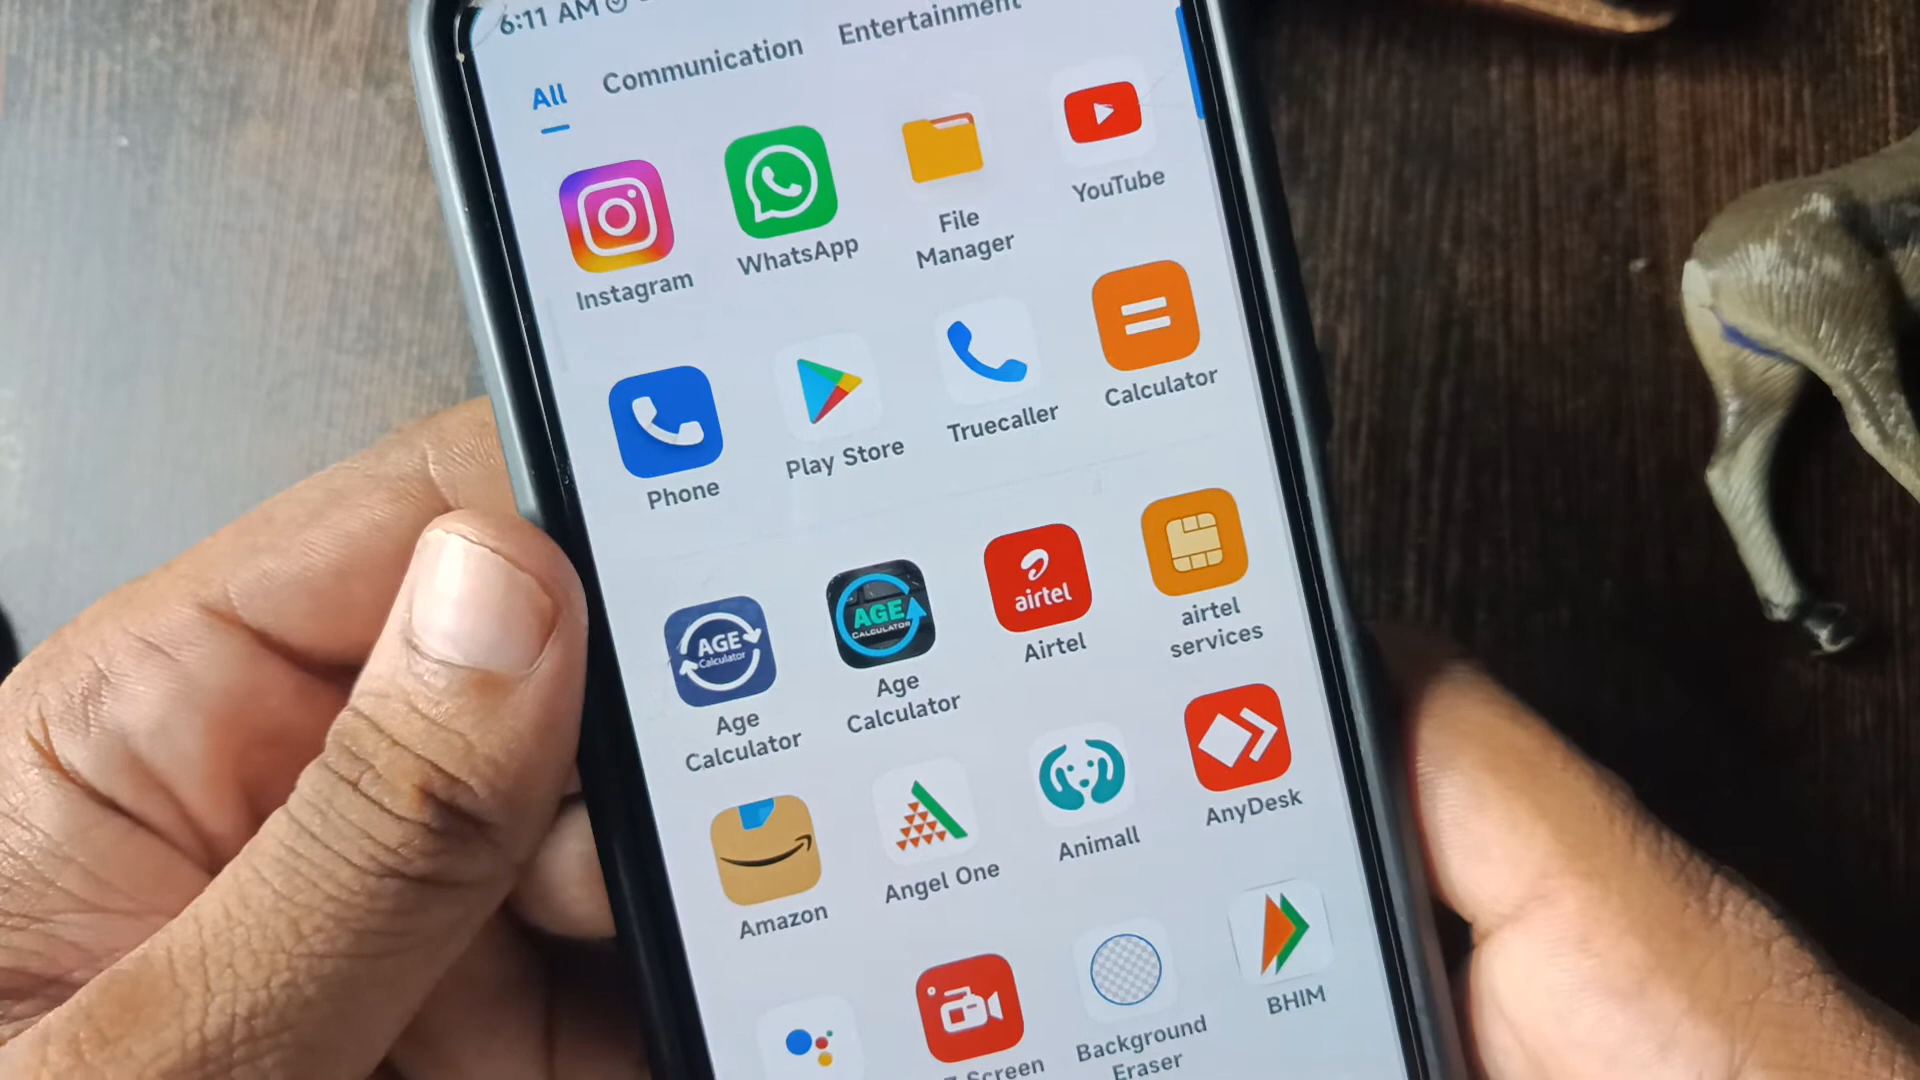 6:11 AM
All Communication Entertainment
Instagram
WhatsApp
File
Manager
YouTube
Phone
Play Store
Truecaller
Calculator
AGE
Calculator
Age
Calculator
AGE
CALCULATOR
Age
Calculator
airtel
Airtel
airtel
services
Amazon
Angel One
Animall
AnyDesk
Screen
Background
Eraser
BHIM